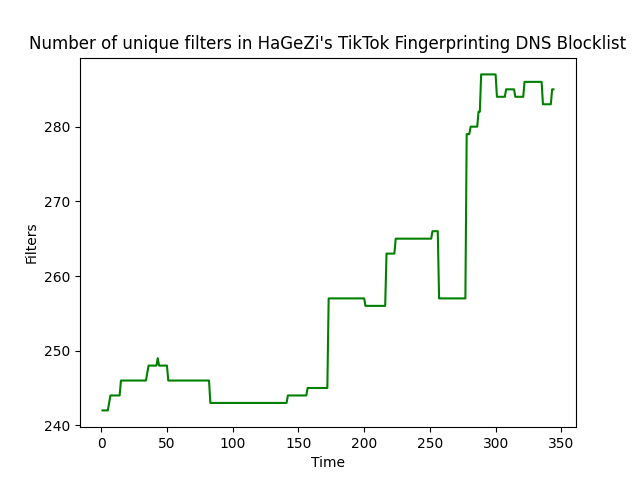 Number of unique filters in HaGeZi's TikTok Fingerprinting DNS Blocklist
280
270
260
250
240
Filters
0 50 100 150 200 250 300 350
Time